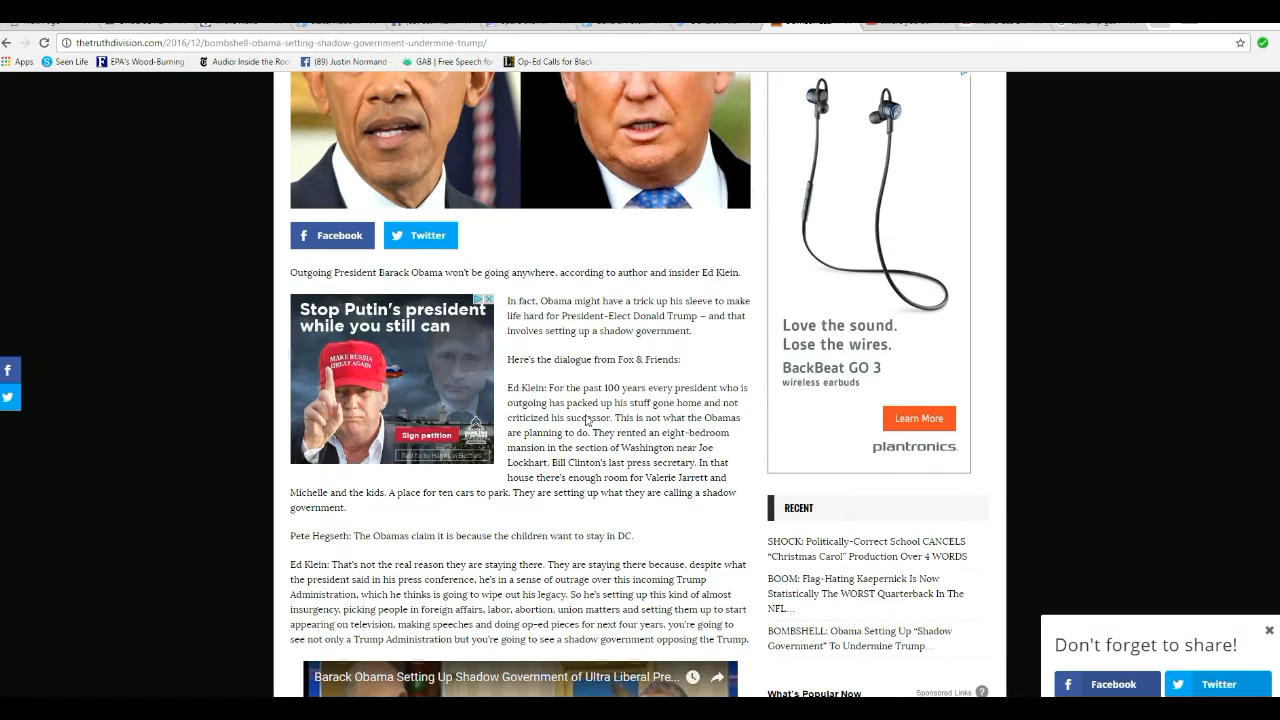 thetruthdivision.com/2016/12/bombshell-obama-setting-shadow-government-undermine-trump/
Apps
Seen Life
EPA's Wood-Burning
Audio: Inside the Roo
(89) Justin Normand
GAB | Free Speech fo
Op-Ed Calls for Black
Facebook
Twitter
Outgoing President Barack Obama won't be going anywhere, according to author and insider Ed Klein.
Stop Putin's president
while you still can
MAKE RUSSIA
GREAT AGAIN
Sign petition
Paid for by Hamilton Electors
In fact, Obama might have a trick up his sleeve to make
life hard for President-Elect Donald Trump – and that
involves setting up a shadow government.
Here's the dialogue from Fox & Friends:
Ed Klein: For the past 100 years every president who is
outgoing has packed up his stuff gone home and not
criticized his successor. This is not what the Obamas
are planning to do. They rented an eight-bedroom
mansion in the section of Washington near Joe
Lockhart, Bill Clinton's last press secretary. In that
house there's enough room for Valerie Jarrett and
Michelle and the kids. A place for ten cars to park. They are setting up what they are calling a shadow
government.
Pete Hegseth: The Obamas claim it is because the children want to stay in DC.
Ed Klein: That's not the real reason they are staying there. They are staying there because, despite what
the president said in his press conference, he's in a sense of outrage over this incoming Trump
Administration, which he thinks is going to wipe out his legacy. So he's setting up this kind of almost
insurgency, picking people in foreign affairs, labor, abortion, union matters and setting them up to start
appearing on television, making speeches and doing op-ed pieces for next four years, you're going to
see not only a Trump Administration but you're going to see a shadow government opposing the Trump.
Barack Obama Setting Up Shadow Government of Ultra Liberal Pre...
Love the sound.
Lose the wires.
BackBeat GO 3
wireless earbuds
Learn More
plantronics.
RECENT
SHOCK: Politically-Correct School CANCELS
"Christmas Carol" Production Over 4 WORDS
BOOM: Flag-Hating Kaepernick Is Now
Statistically The WORST Quarterback In The
NFL...
BOMBSHELL: Obama Setting Up "Shadow
Government" To Undermine Trump...
What's Popular Now
Sponsored Links
Don't forget to share!
Facebook
Twitter